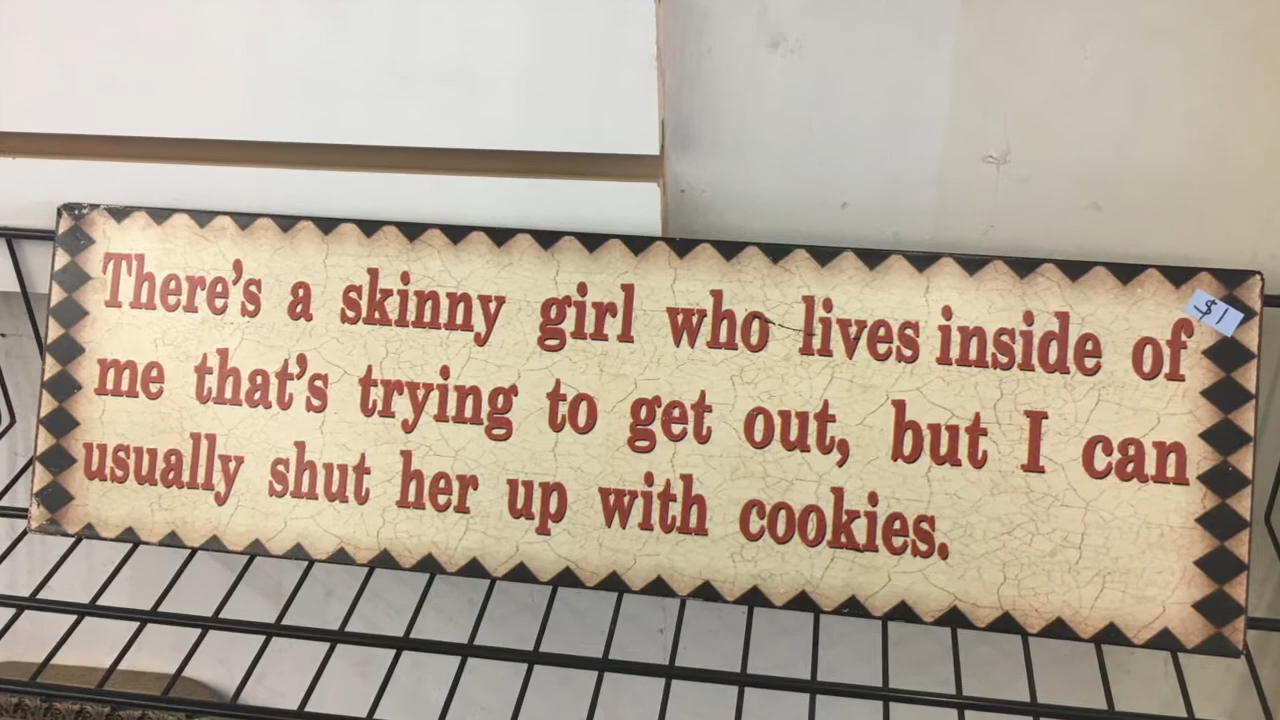 There's a skinny girl who lives inside of
me that's trying to get out, but I can
usually shut her up with cookies.
$1